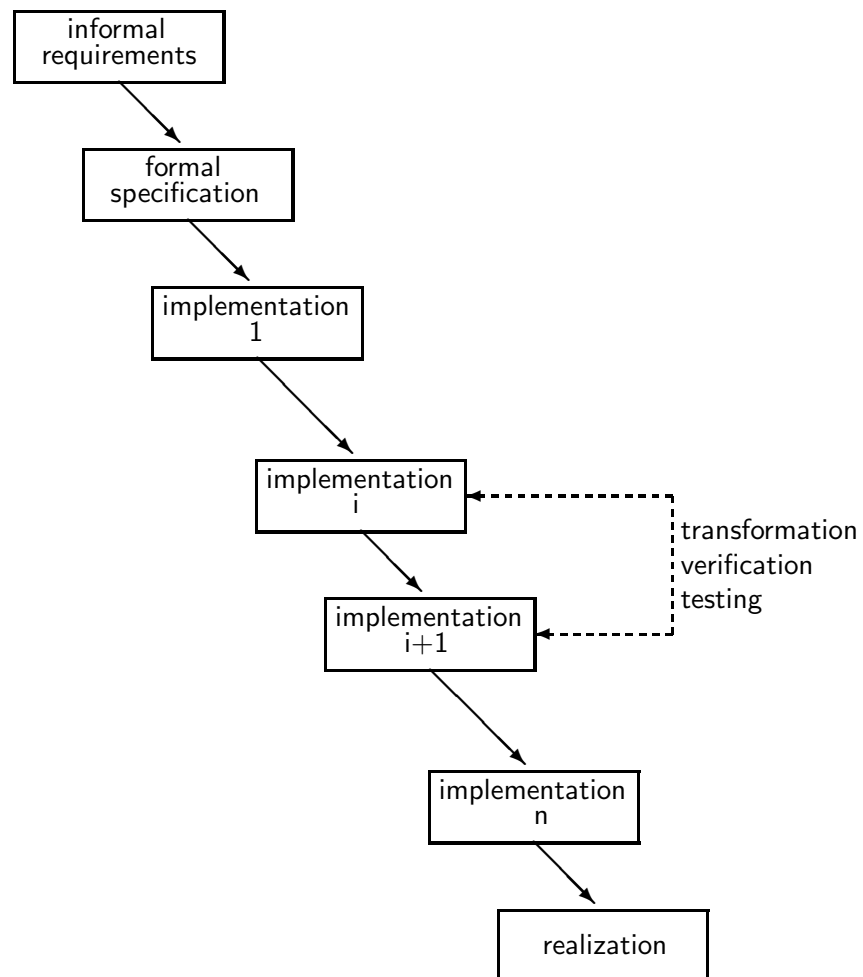 informal
requirements
formal
specification
implementation
1
implementation
i
transformation
verification
testing
implementation
i+1
implementation
n
realization